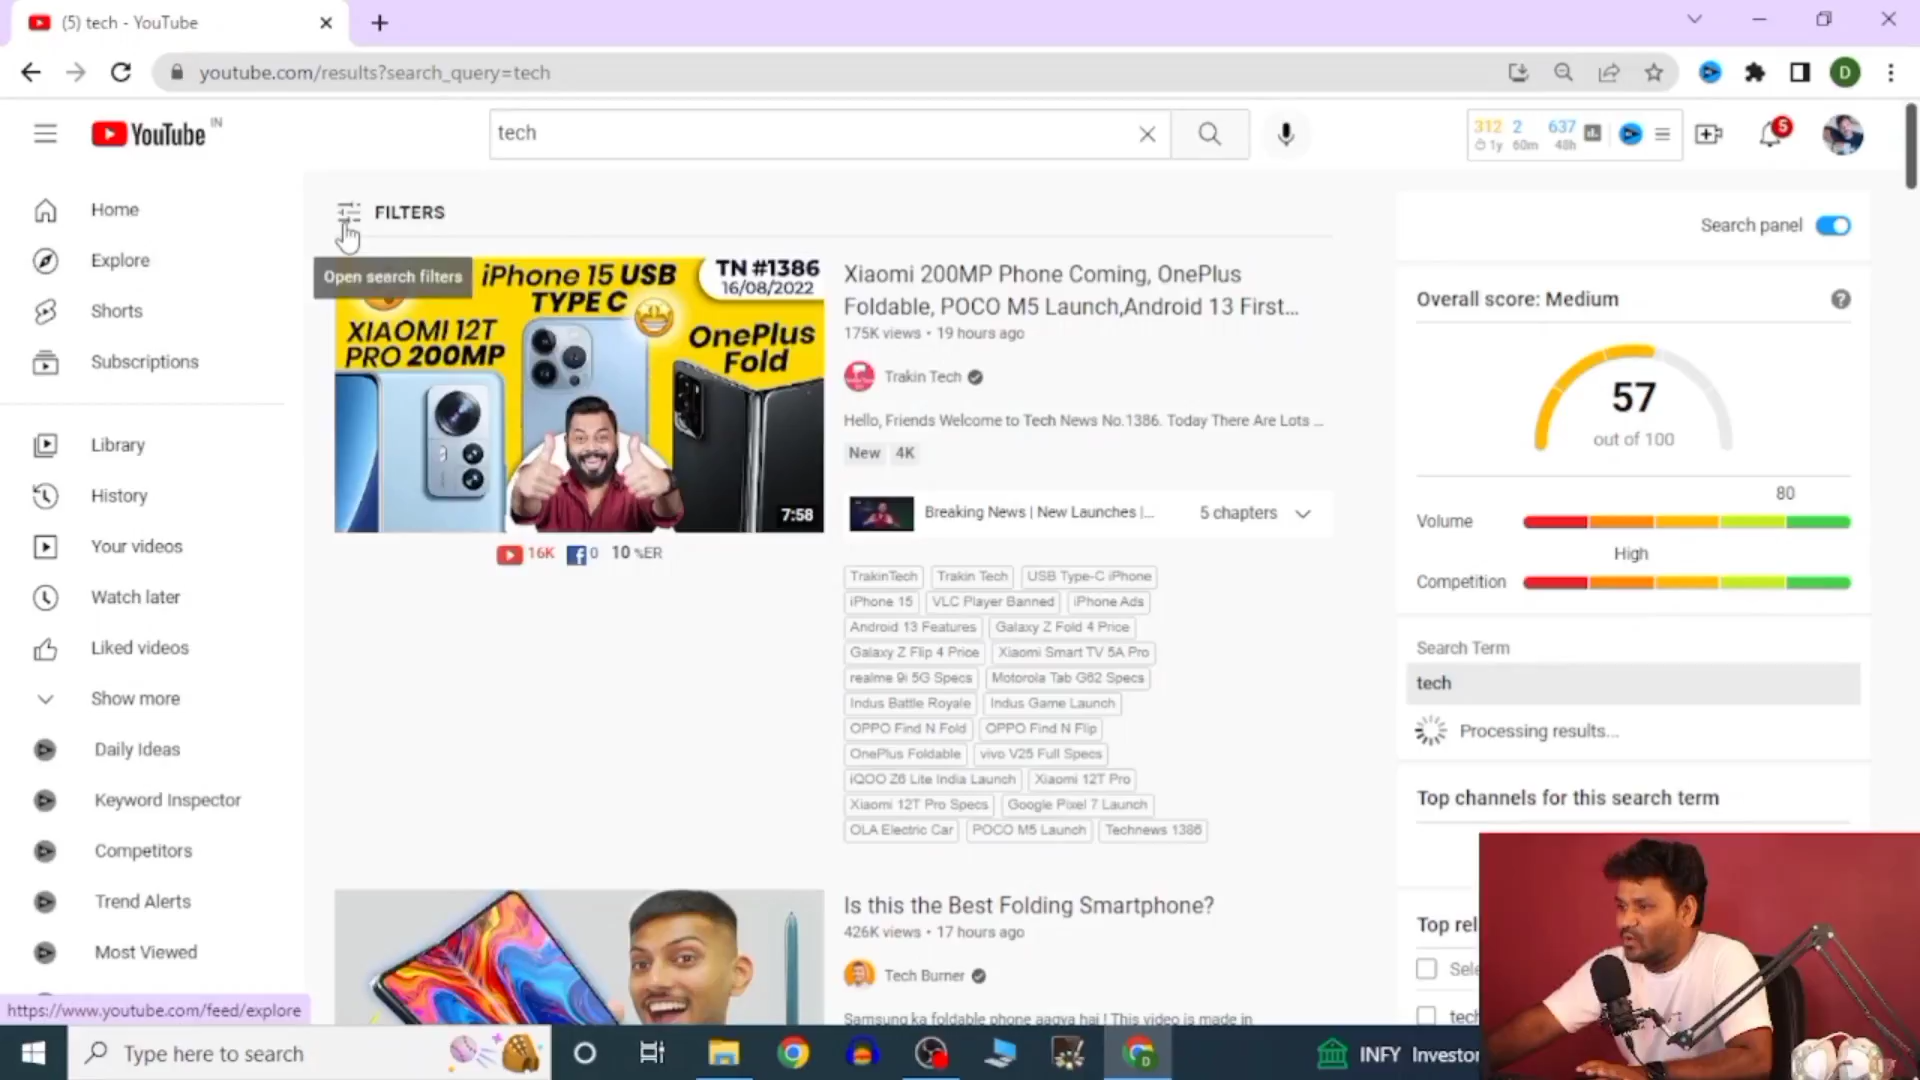 (5) tech - YouTube
youtube.com/results?search_query=tech
D
YouTube IN
tech
312 2 637
1y 60m 48h
5
Home
Explore
Shorts
Subscriptions
Library
History
Your videos
Watch later
Liked videos
Show more
Daily Ideas
Keyword Inspector
Competitors
Trend Alerts
Most Viewed
https://www.youtube.com/feed/explore
FILTERS
Open search filters
iPhone 15 USB
TYPE C
TN #1386
16/08/2022
XIAOMI 12T
PRO 200MP
OnePlus
Fold
7:58
16K 0 10 %ER
Xiaomi 200MP Phone Coming, OnePlus
Foldable, POCO M5 Launch,Android 13 First...
175K views • 19 hours ago
Trakin Tech
Hello, Friends Welcome to Tech News No.1386. Today There Are Lots ...
New 4K
Breaking News | New Launches |... 5 chapters
TrakinTech Trakin Tech USB Type-C iPhone
iPhone 15 VLC Player Banned iPhone Ads
Android 13 Features Galaxy Z Fold 4 Price
Galaxy Z Flip 4 Price Xiaomi Smart TV 5A Pro
realme 9i 5G Specs Motorola Tab G62 Specs
Indus Battle Royale Indus Game Launch
OPPO Find N Fold OPPO Find N Flip
OnePlus Foldable vivo V25 Full Specs
iQOO Z6 Lite India Launch Xiaomi 12T Pro
Xiaomi 12T Pro Specs Google Pixel 7 Launch
OLA Electric Car POCO M5 Launch Technews 1386
Is this the Best Folding Smartphone?
426K views • 17 hours ago
Tech Burner
Samsung ka foldable phone aagya hai ! This video is made in
Search panel
Overall score: Medium
57
out of 100
80
Volume
High
Competition
Search Term
tech
Processing results...
Top channels for this search term
Top rel
Sele
tech
Type here to search
INFY Investor